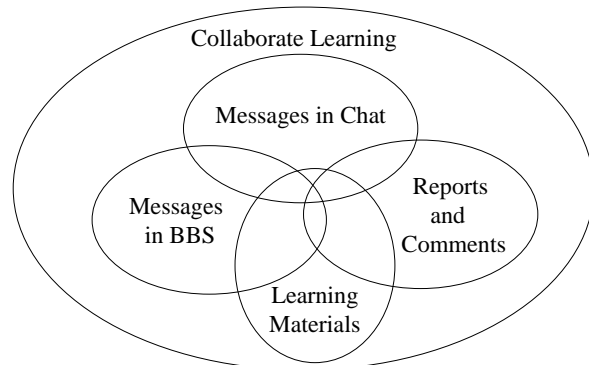 Collaborate Learning
Messages in Chat
Messages
in BBS
Reports
and
Comments
Learning
Materials